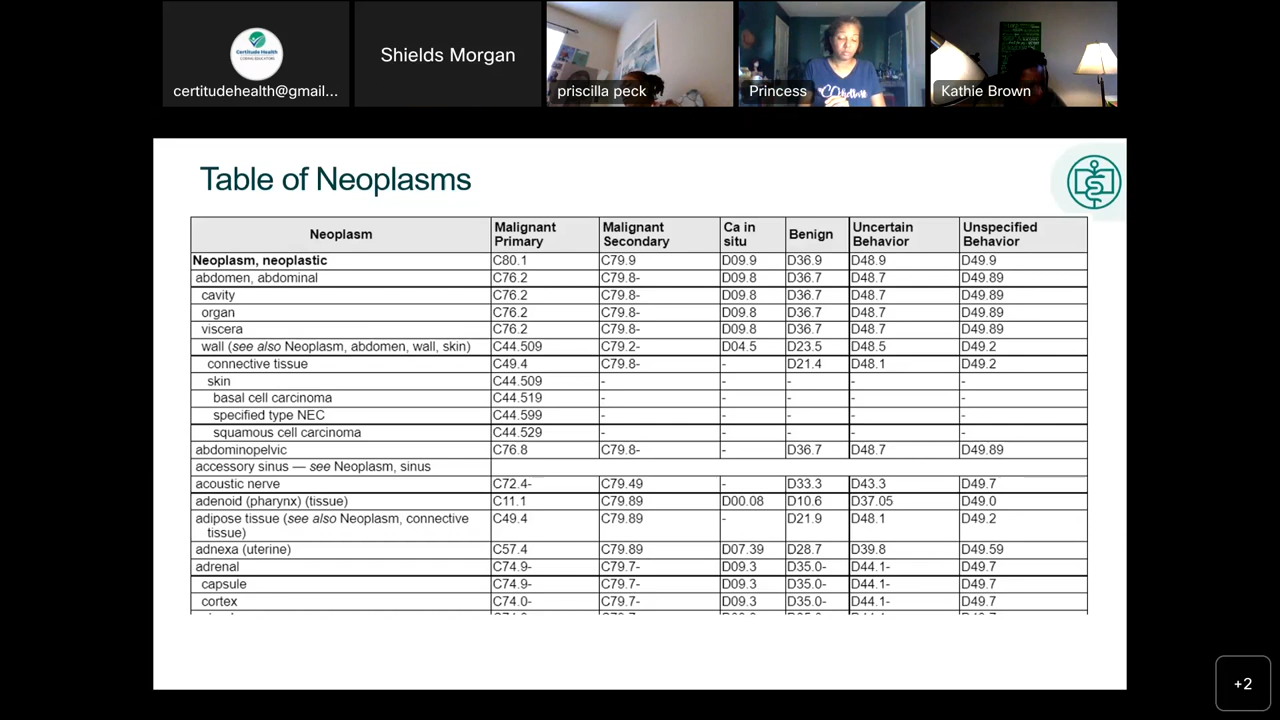 Certitude Health
CODING EDUCATORS
certitudehealth@gmail...
Shields Morgan
priscilla peck
Princess
Kathie Brown
Table of Neoplasms
Neoplasm Malignant Primary Malignant Secondary Ca in situ Benign Uncertain Behavior Unspecified Behavior
Neoplasm, neoplastic C80.1 C79.9 D09.9 D36.9 D48.9 D49.9
abdomen, abdominal C76.2 C79.8- D09.8 D36.7 D48.7 D49.89
cavity C76.2 C79.8- D09.8 D36.7 D48.7 D49.89
organ C76.2 C79.8- D09.8 D36.7 D48.7 D49.89
viscera C76.2 C79.8- D09.8 D36.7 D48.7 D49.89
wall (see also Neoplasm, abdomen, wall, skin) C44.509 C79.2- D04.5 D23.5 D48.5 D49.2
connective tissue C49.4 C79.8- - D21.4 D48.1 D49.2
skin C44.509 - - - - -
basal cell carcinoma C44.519 - - - - -
specified type NEC C44.599 - - - - -
squamous cell carcinoma C44.529 - - - - -
abdominopelvic C76.8 C79.8- - D36.7 D48.7 D49.89
accessory sinus — see Neoplasm, sinus
acoustic nerve C72.4- C79.49 - D33.3 D43.3 D49.7
adenoid (pharynx) (tissue) C11.1 C79.89 D00.08 D10.6 D37.05 D49.0
adipose tissue (see also Neoplasm, connective tissue) C49.4 C79.89 - D21.9 D48.1 D49.2
adnexa (uterine) C57.4 C79.89 D07.39 D28.7 D39.8 D49.59
adrenal C74.9- C79.7- D09.3 D35.0- D44.1- D49.7
capsule C74.9- C79.7- D09.3 D35.0- D44.1- D49.7
cortex C74.0- C79.7- D09.3 D35.0- D44.1- D49.7
+2